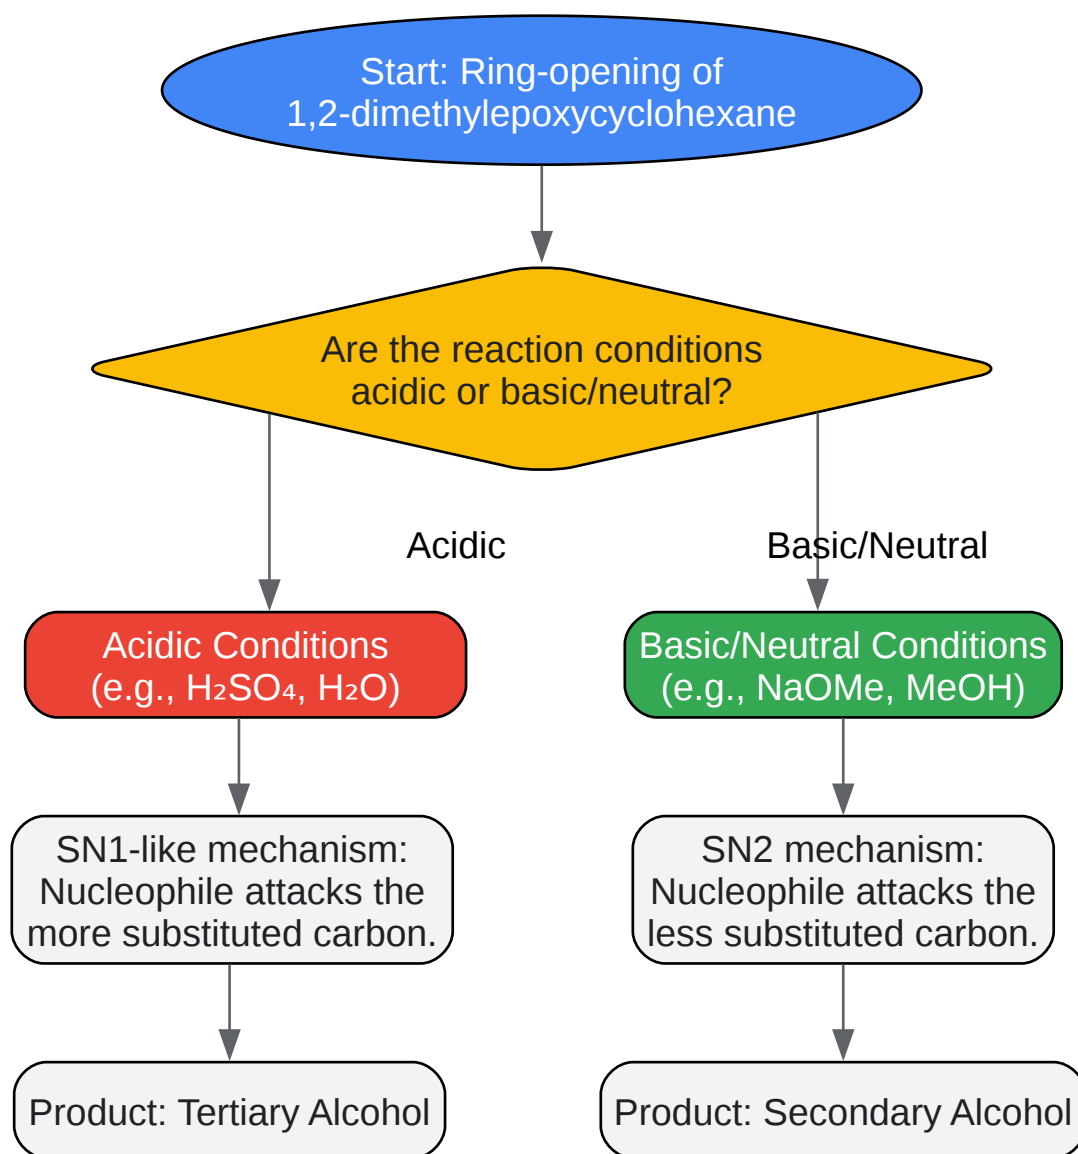 Start: Ring-opening of
1,2-dimethylepoxycyclohexane
Are the reaction conditions
acidic or basic/neutral?
Acidic
Basic/Neutral
Acidic Conditions
(e.g., H₂SO₄, H₂O)
Basic/Neutral Conditions
(e.g., NaOMe, MeOH)
SN1-like mechanism:
Nucleophile attacks the
more substituted carbon.
SN2 mechanism:
Nucleophile attacks the
less substituted carbon.
Product: Tertiary Alcohol
Product: Secondary Alcohol